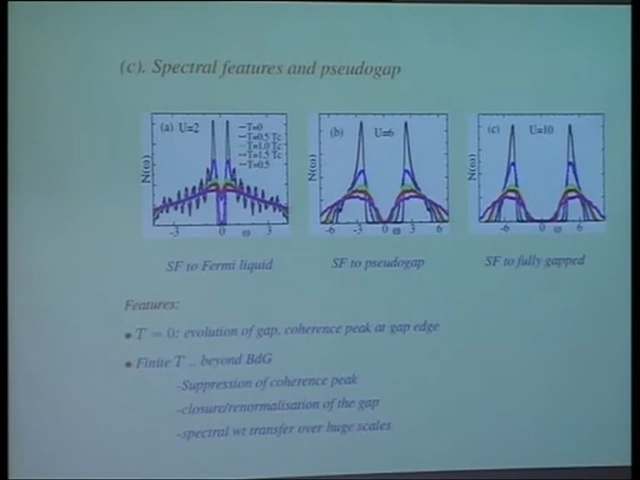 (c). Spectral features and pseudogap
(a) U=2
T=0
T=0.5 Tc
T=1.0 Tc
T=1.5 Tc
T=0.5
N(ω)
-3 0 ω 3
(b) U=6
N(ω)
-6 -3 0 ω 3 6
(c) U=10
N(ω)
-6 0 ω 6
SF to Fermi liquid
SF to pseudogap
SF to fully gapped
Features:
• T = 0: evolution of gap, coherence peak at gap edge
• Finite T .. beyond BdG
-Suppression of coherence peak
-closure/renormalisation of the gap
-spectral wt transfer over huge scales